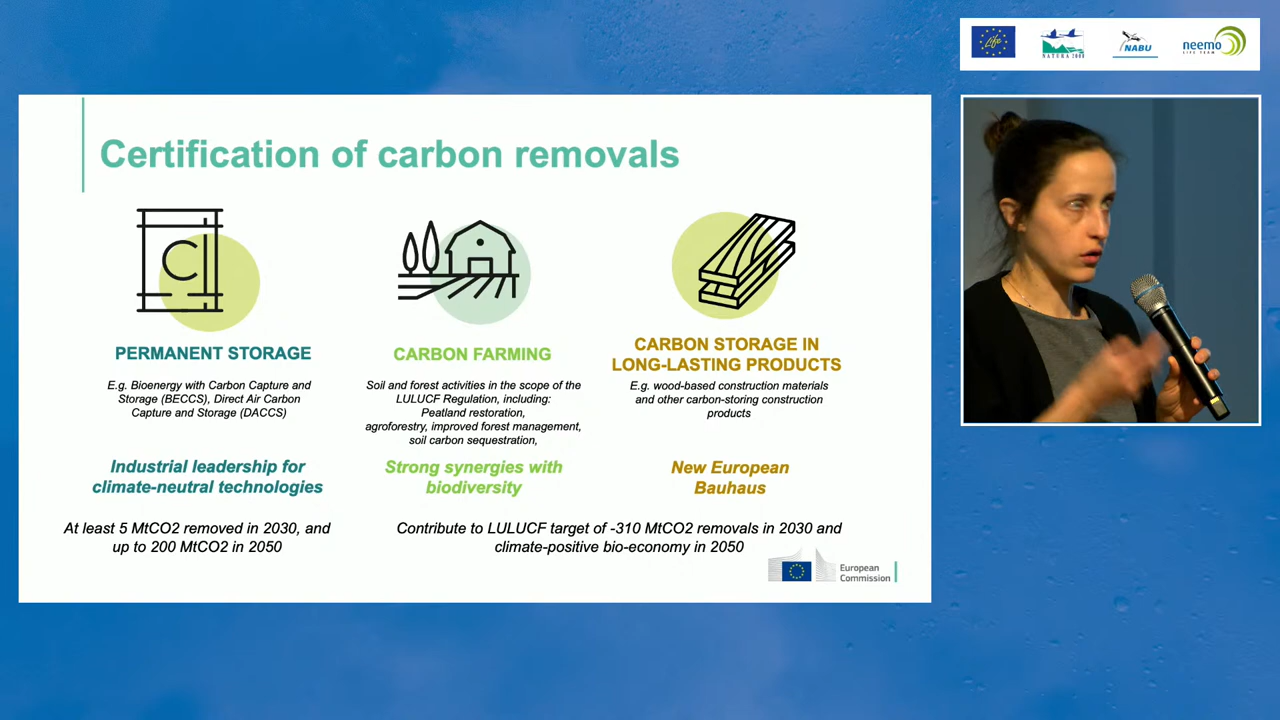 Life
NATURA 2000
NABU
neemo
LIFE TEAM
Certification of carbon removals
C
PERMANENT STORAGE
E.g. Bioenergy with Carbon Capture and
Storage (BECCS), Direct Air Carbon
Capture and Storage (DACCS)
Industrial leadership for
climate-neutral technologies
At least 5 MtCO2 removed in 2030, and
up to 200 MtCO2 in 2050
CARBON FARMING
Soil and forest activities in the scope of the
LULUCF Regulation, including:
Peatland restoration,
agroforestry, improved forest management,
soil carbon sequestration,
Strong synergies with
biodiversity
CARBON STORAGE IN
LONG-LASTING PRODUCTS
E.g. wood-based construction materials
and other carbon-storing construction
products
New European
Bauhaus
Contribute to LULUCF target of -310 MtCO2 removals in 2030 and
climate-positive bio-economy in 2050
European
Commission